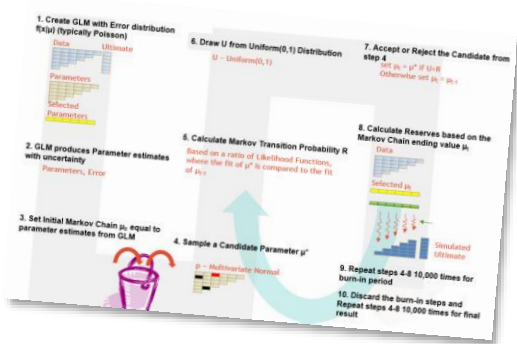 1. Create GLM with Error distribution
f(x|μ) (typically Poisson)
Data
Ultimate
Parameters
Selected
Parameters
2. GLM produces Parameter estimates
with uncertainty
Parameters, Error
3. Set Initial Markov Chain μ₀ equal to
parameter estimates from GLM
4. Sample a Candidate Parameter μ*
μ ~ Multivariate Normal
5. Calculate Markov Transition Probability R
Based on a ratio of Likelihood Functions,
where the fit of μ* is compared to the fit
of μₜ₋₁
6. Draw U from Uniform(0,1) Distribution
U ~ Uniform(0,1)
7. Accept or Reject the Candidate from
step 4
set μₜ = μ* if U<R
Otherwise set μₜ = μₜ₋₁
8. Calculate Reserves based on the
Markov Chain ending value μₜ
Data
Selected μₜ
Simulated
Ultimate
9. Repeat steps 4-8 10,000 times for
burn-in period
10. Discard the burn-in steps and
Repeat steps 4-8 10,000 times for final
result